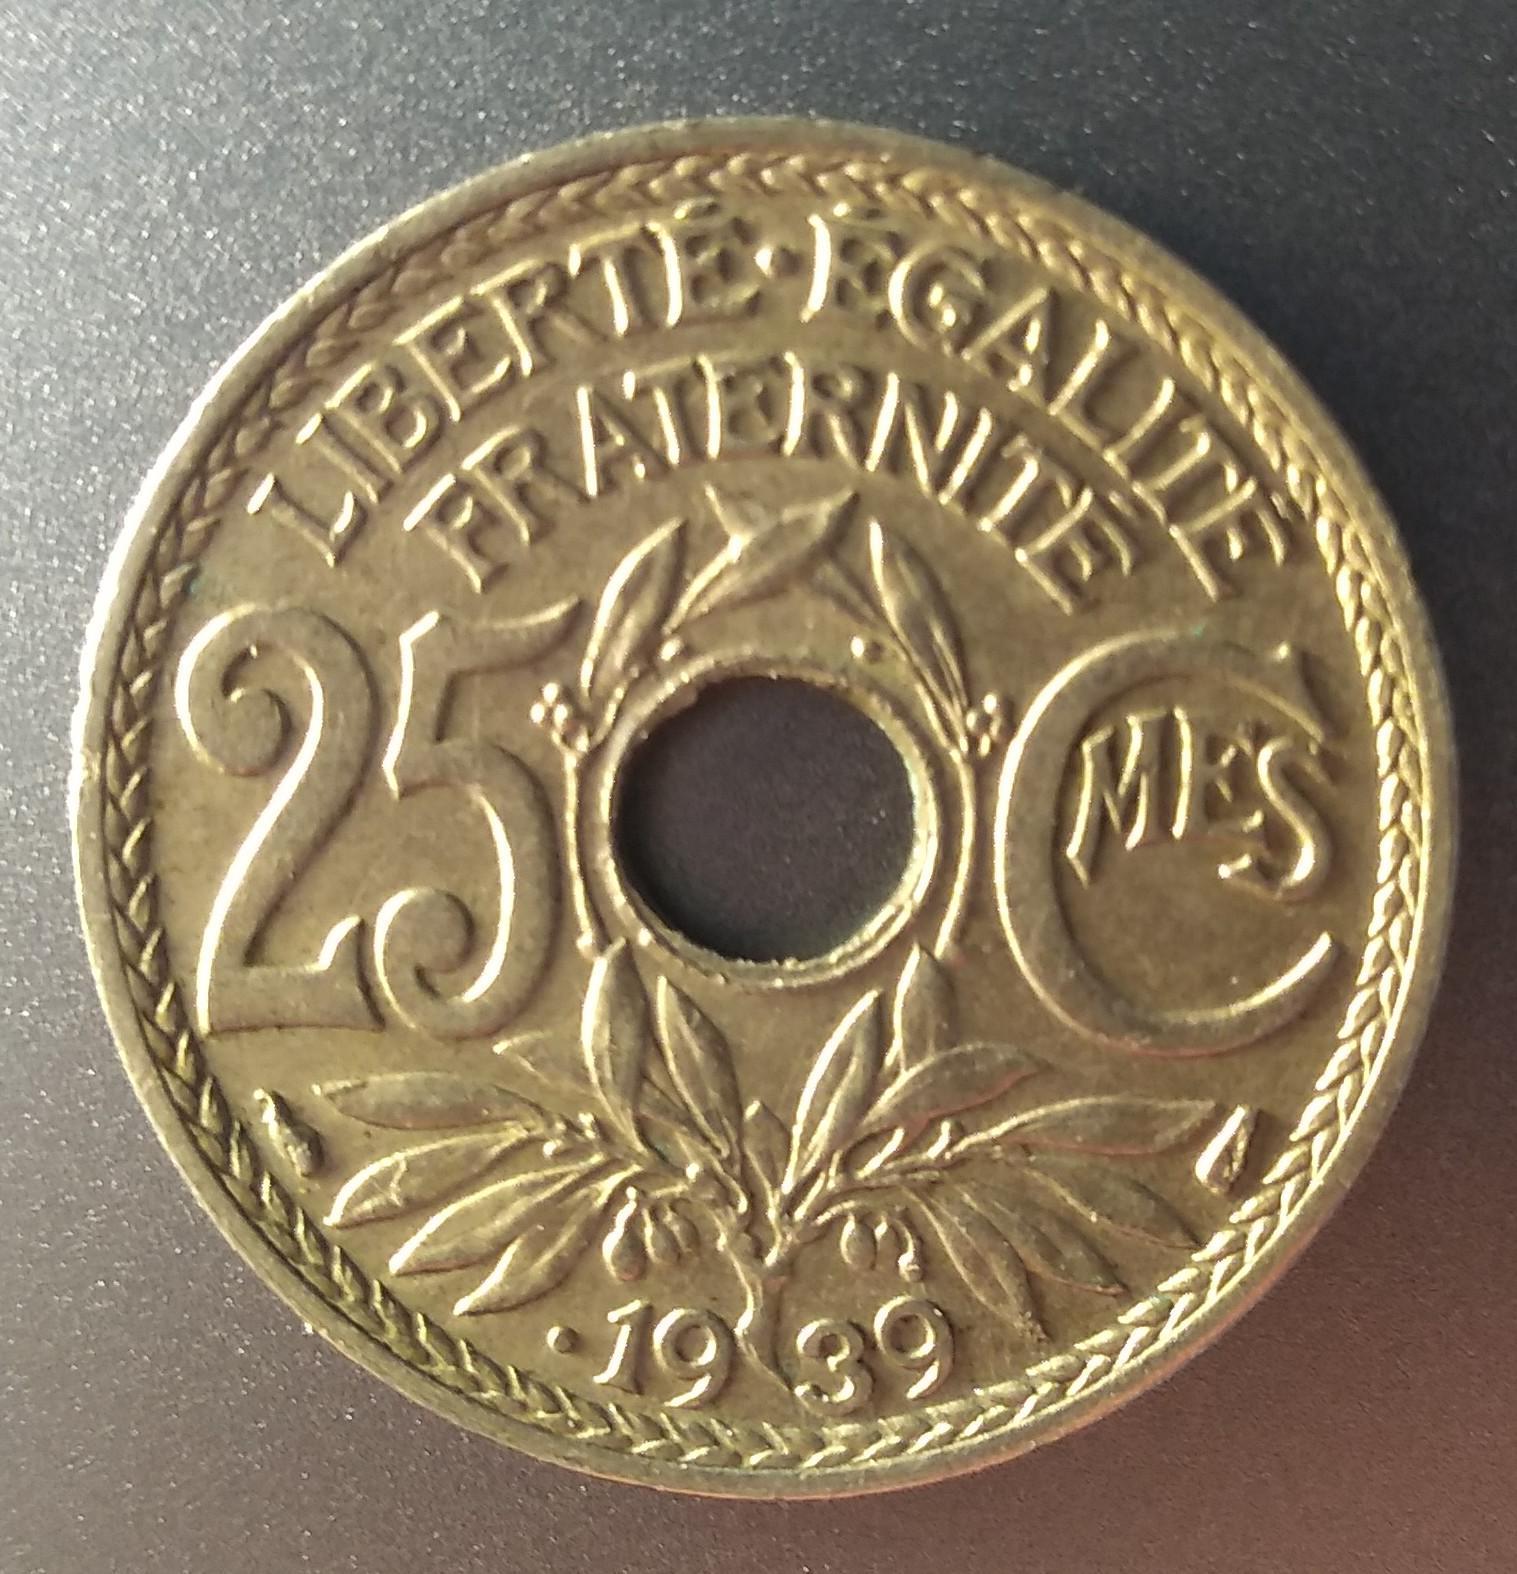 LIBERTÉ·ÉGALITÉ
FRATERNITÉ
25 CMES
·1939